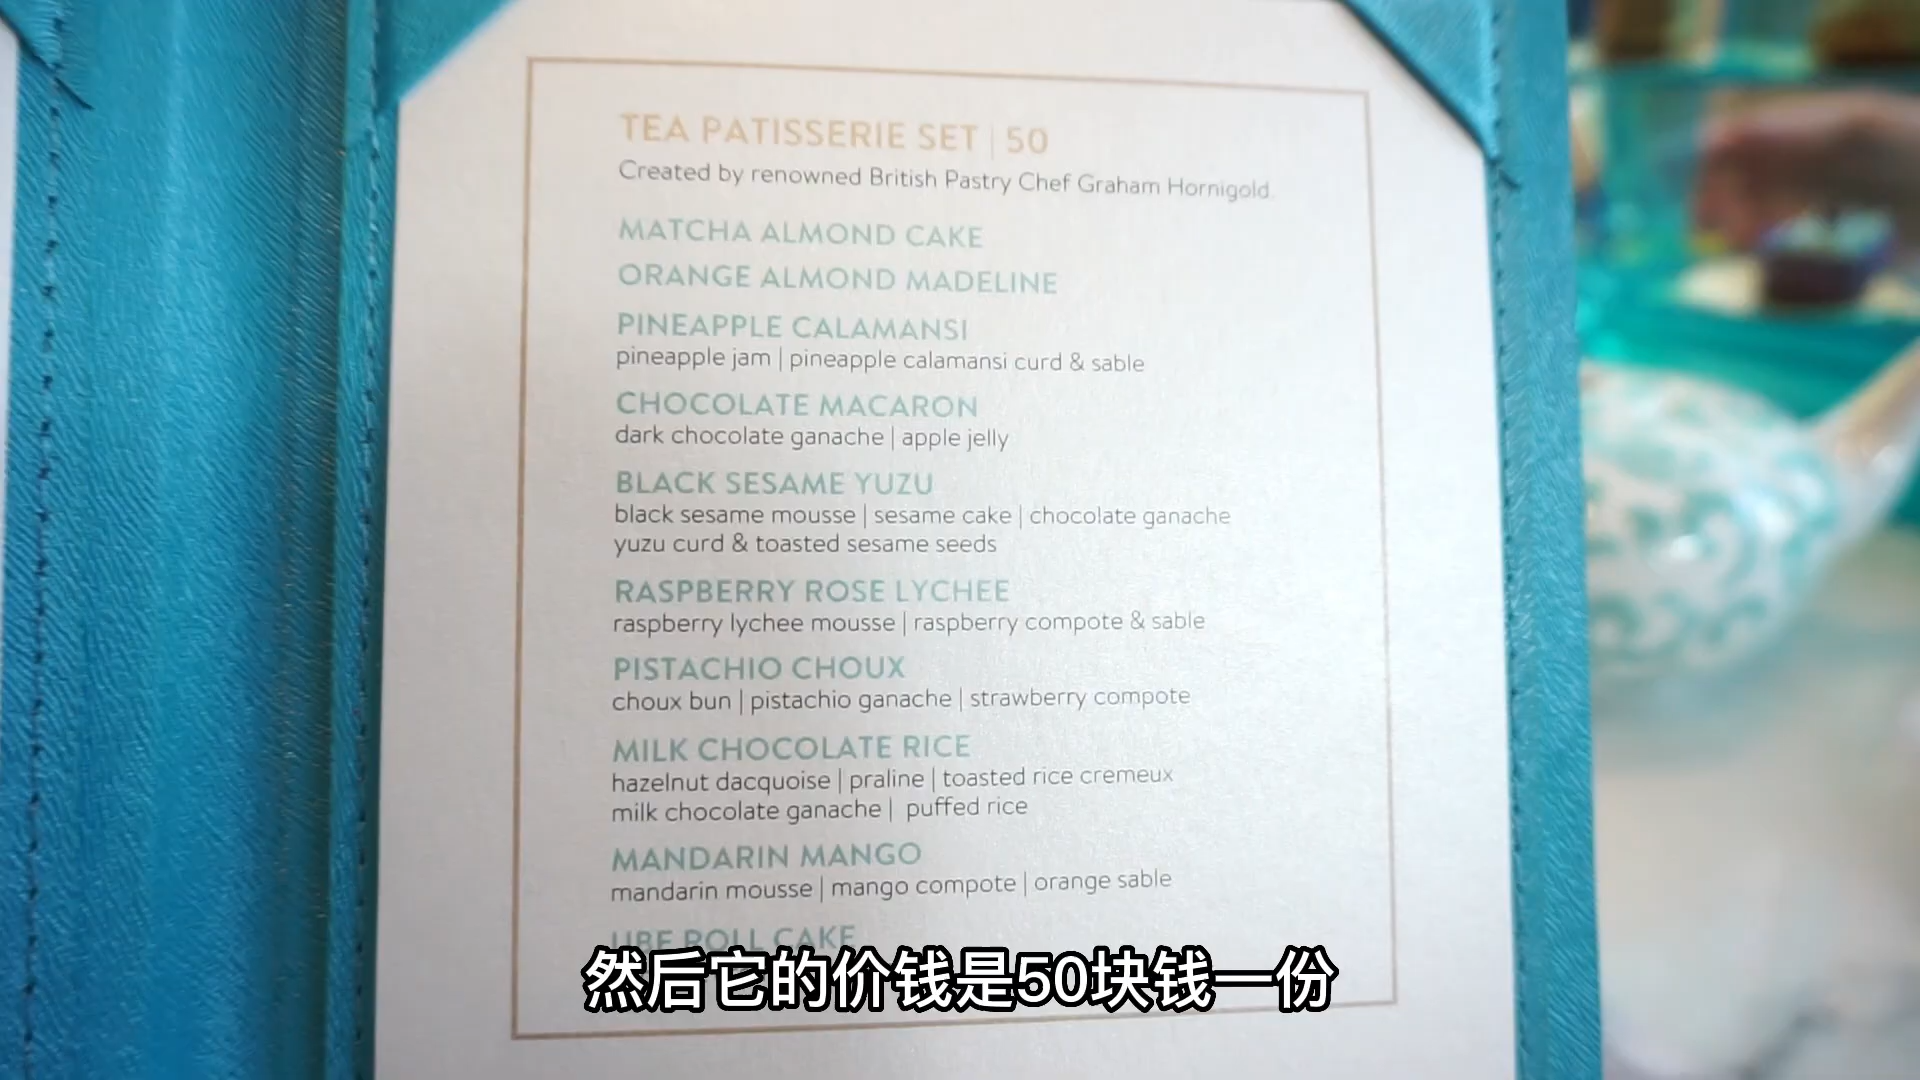 TEA PATISSERIE SET | 50
Created by renowned British Pastry Chef Graham Hornigold
MATCHA ALMOND CAKE
ORANGE ALMOND MADELINE
PINEAPPLE CALAMANSI
pineapple jam | pineapple calamansi curd & sable
CHOCOLATE MACARON
dark chocolate ganache | apple jelly
BLACK SESAME YUZU
black sesame mousse | sesame cake | chocolate ganache
yuzu curd & toasted sesame seeds
RASPBERRY ROSE LYCHEE
raspberry lychee mousse | raspberry compote & sable
PISTACHIO CHOUX
choux bun | pistachio ganache | strawberry compote
MILK CHOCOLATE RICE
hazelnut dacquoise | praline | toasted rice cremeux
milk chocolate ganache | puffed rice
MANDARIN MANGO
mandarin mousse | mango compote | orange sable
UBE ROLL CAKE
然后它的价钱是50块钱一份